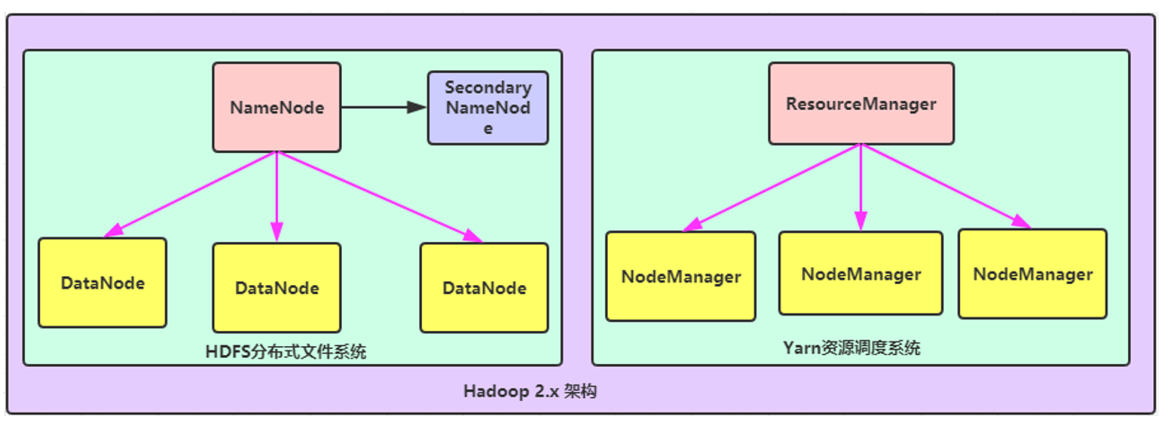 NameNode
Secondary
NameNod
e
DataNode
DataNode
DataNode
HDFS分布式文件系统
ResourceManager
NodeManager
NodeManager
NodeManager
Yarn资源调度系统
Hadoop 2.x 架构